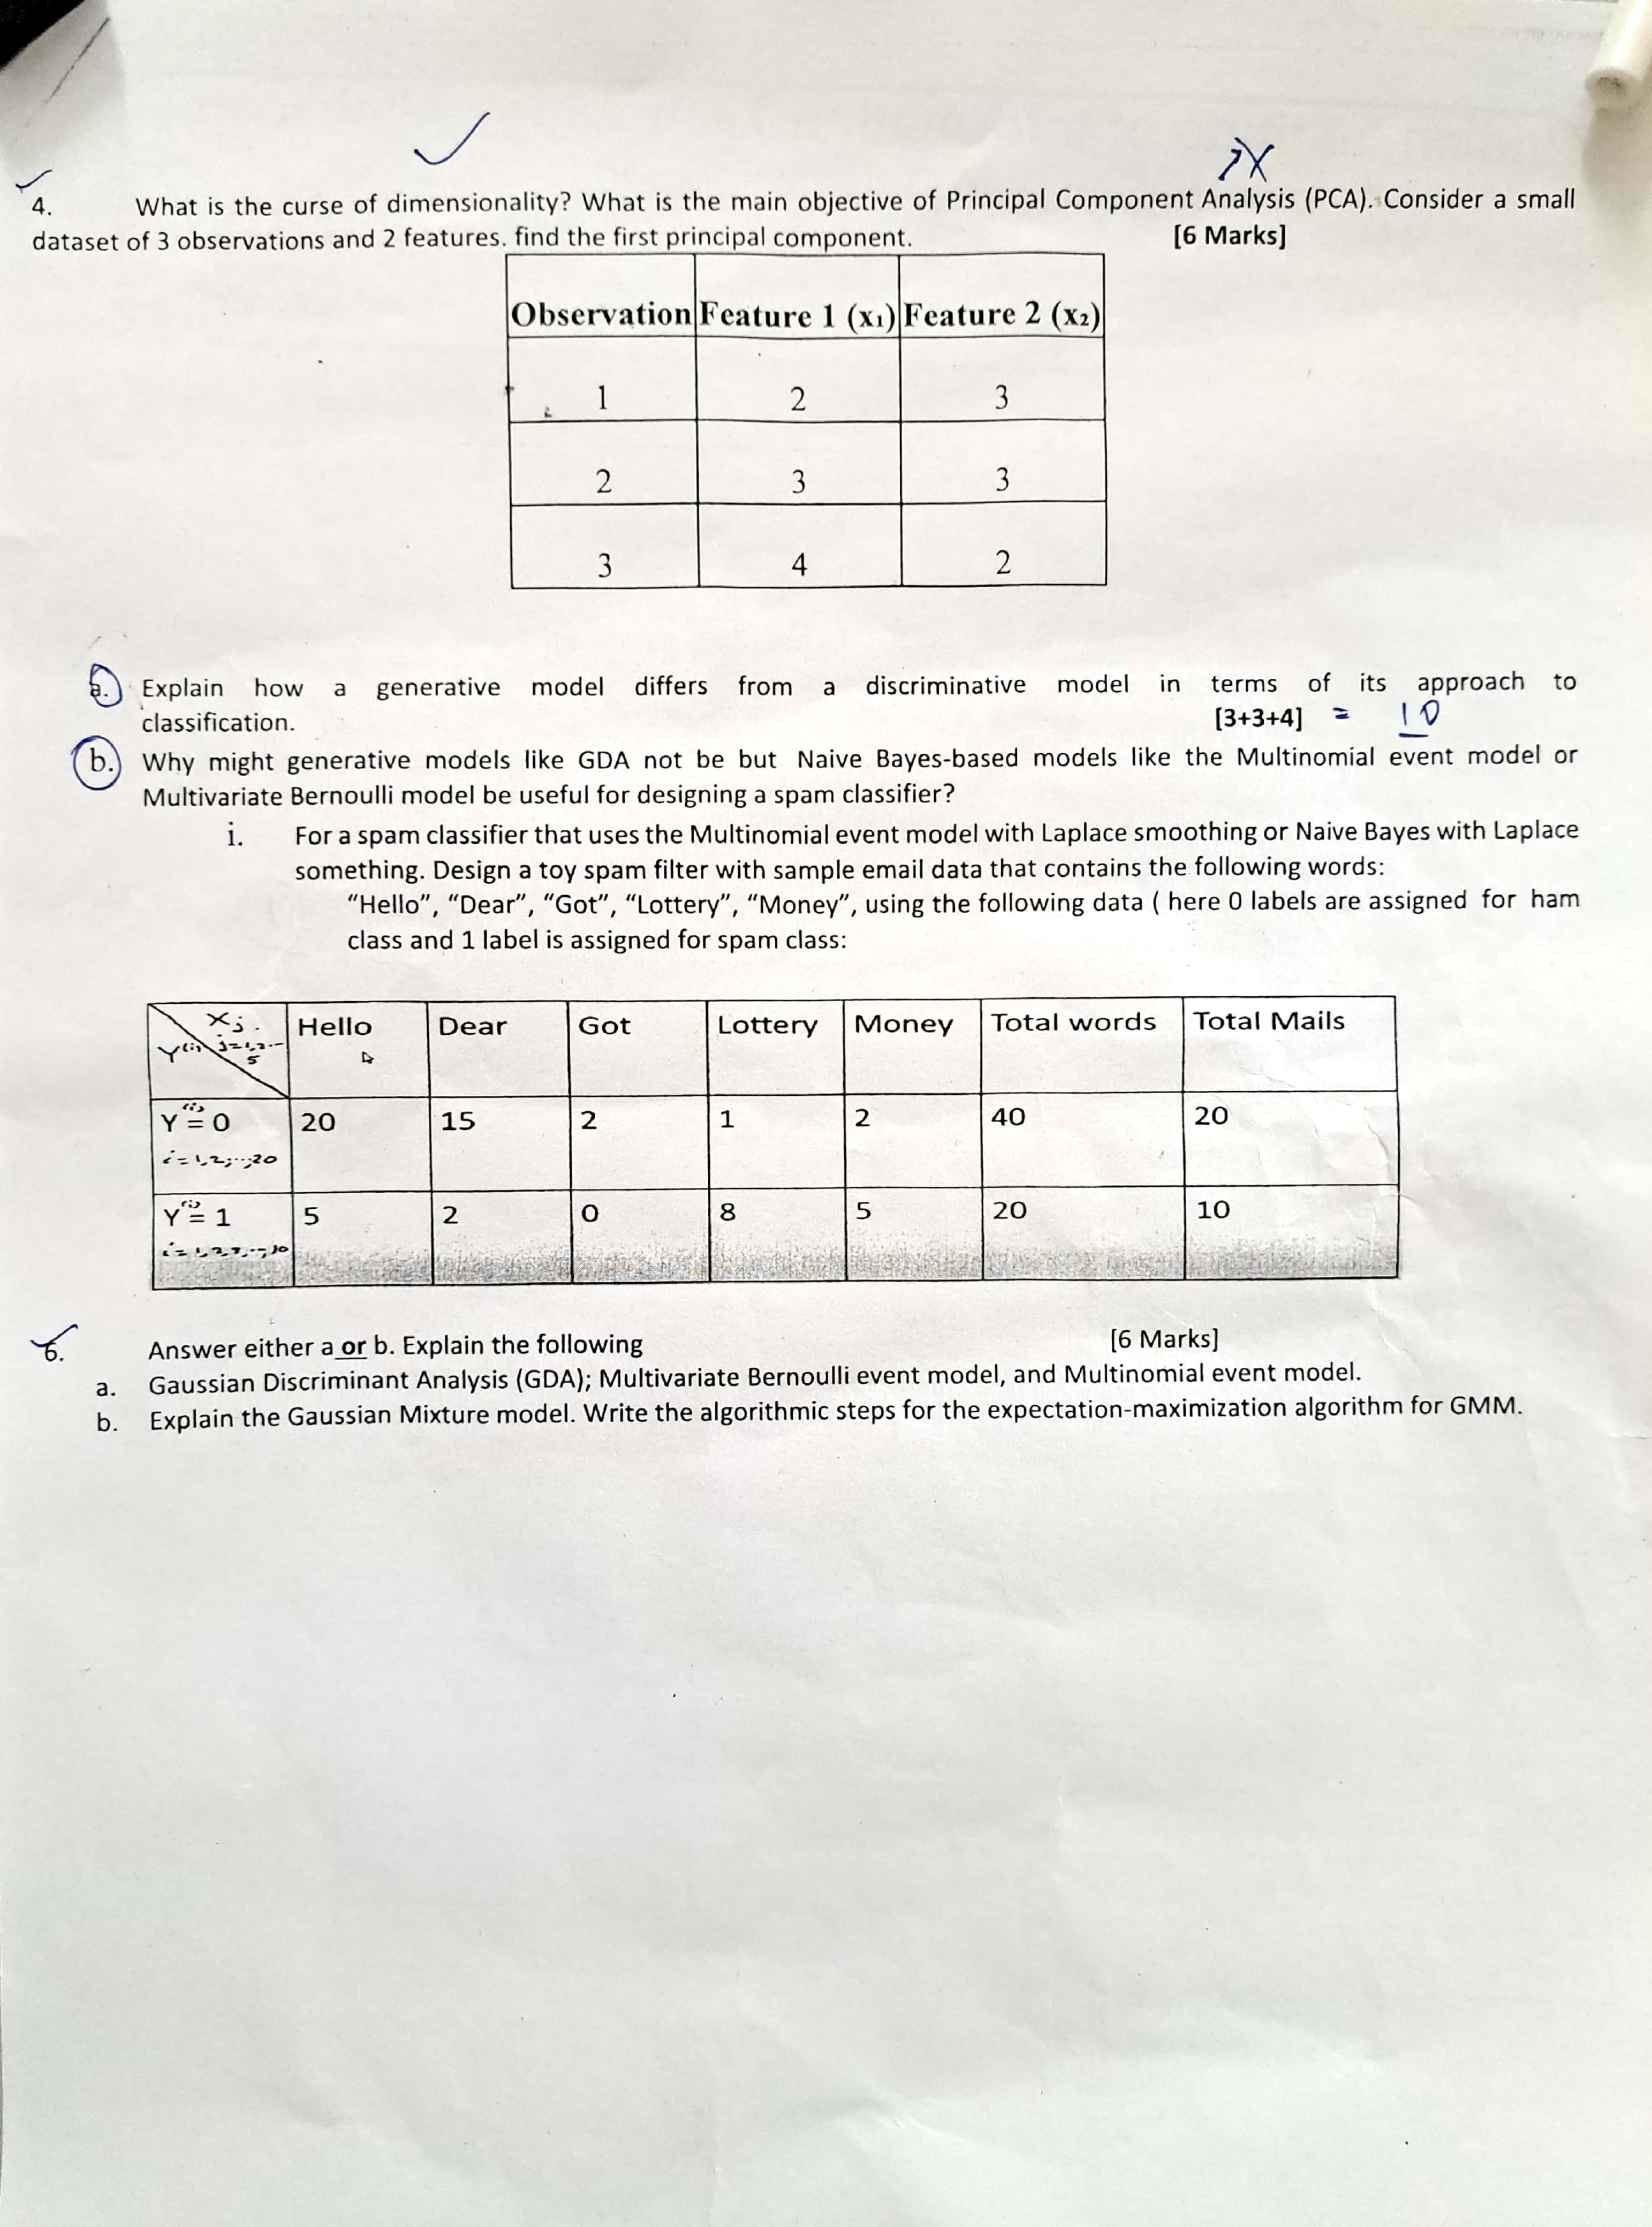 4. What is the curse of dimensionality? What is the main objective of Principal Component Analysis (PCA). Consider a small
dataset of 3 observations and 2 features. find the first principal component. [6 Marks]
Observation Feature 1 (x₁) Feature 2 (x₂)
1 2 3
2 3 3
3 4 2
a. Explain how a generative model differs from a discriminative model in terms of its approach to
classification. [3+3+4] = 10
b. Why might generative models like GDA not be but Naive Bayes-based models like the Multinomial event model or
Multivariate Bernoulli model be useful for designing a spam classifier?
i. For a spam classifier that uses the Multinomial event model with Laplace smoothing or Naive Bayes with Laplace
something. Design a toy spam filter with sample email data that contains the following words:
“Hello”, “Dear”, “Got”, “Lottery”, “Money”, using the following data ( here 0 labels are assigned for ham
class and 1 label is assigned for spam class:
Xj j=1,2.-- 5 Y(i) Hello Dear Got Lottery Money Total words Total Mails
Y(i)= 0 20 15 2 1 2 40 20
i=1,2,..,20
Y(i)= 1 5 2 0 8 5 20 10
i=1,2,3,..,10
6. Answer either a or b. Explain the following [6 Marks]
a. Gaussian Discriminant Analysis (GDA); Multivariate Bernoulli event model, and Multinomial event model.
b. Explain the Gaussian Mixture model. Write the algorithmic steps for the expectation-maximization algorithm for GMM.